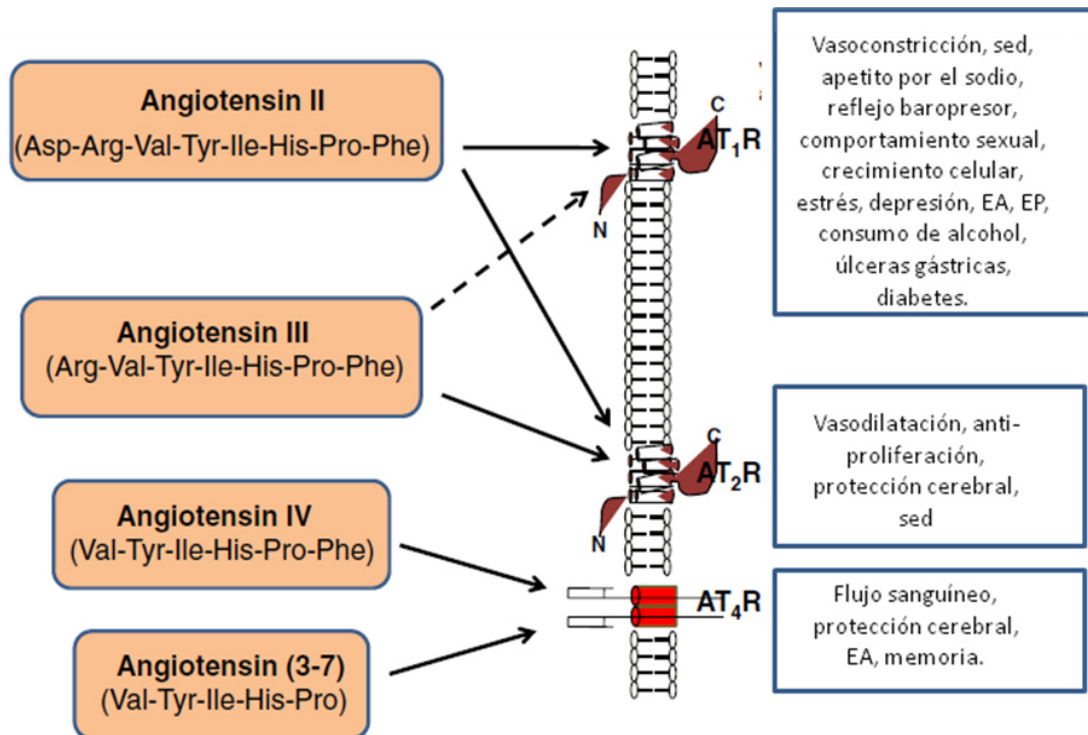 Angiotensin II
(Asp-Arg-Val-Tyr-Ile-His-Pro-Phe)
Angiotensin III
(Arg-Val-Tyr-Ile-His-Pro-Phe)
Angiotensin IV
(Val-Tyr-Ile-His-Pro-Phe)
Angiotensin (3-7)
(Val-Tyr-Ile-His-Pro)
C
AT1R
N
C
AT2R
N
AT4R
Vasoconstricción, sed,
apetito por el sodio,
reflejo baropresor,
comportamiento sexual,
crecimiento celular,
estrés, depresión, EA, EP,
consumo de alcohol,
úlceras gástricas,
diabetes.
Vasodilatación, anti-
proliferación,
protección cerebral,
sed
Flujo sanguíneo,
protección cerebral,
EA, memoria.